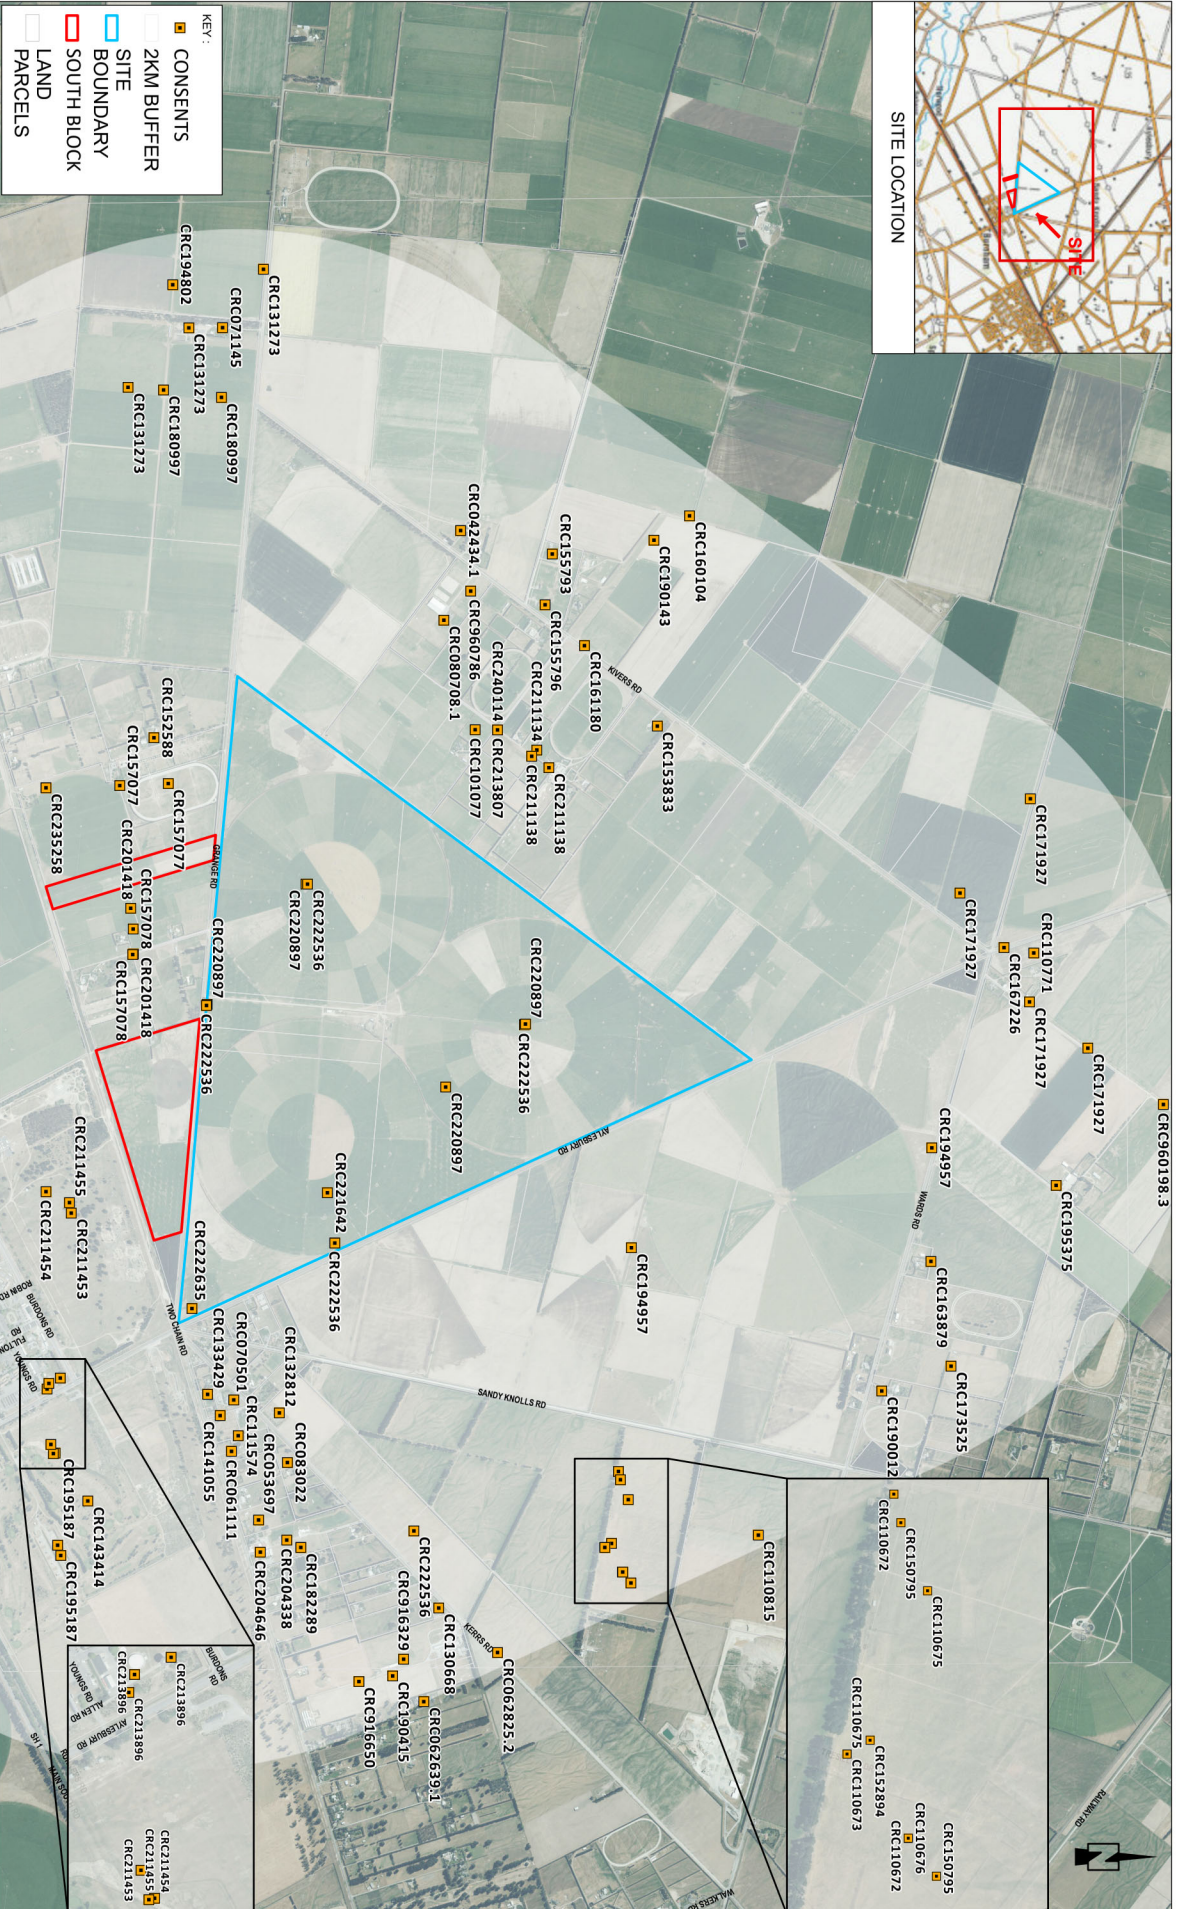 KEY :
CONSENTS
2KM BUFFER
SITE
BOUNDARY
SOUTH BLOCK
LAND
PARCELS
SITE LOCATION
SITE
CRC194802
CRC131273
CRC071145
CRC131273
CRC180997
CRC180997
CRC131273
CRC160104
CRC190143
CRC155793
CRC042434.1
CRC155796
CRC960786
CRC080708.1
CRC161180
KIVERS RD
CRC240114
CRC211134
CRC153833
CRC213807
CRC101077
CRC211138
CRC211138
CRC171927
CRC171927
CRC110771
CRC167226
CRC171927
CRC171927
CRC960198.3
CRC195375
CRC194957
WARDS RD
CRC163879
CRC173525
CRC190012
CRC194957
CRC152588
CRC157077
CRC157077
CRC235258
GRANGE RD
CRC201418
CRC157078
CRC201418
CRC157078
CRC222536
CRC220897
CRC220897
CRC222536
CRC220897
CRC222536
CRC220897
AYLESBURY RD
CRC221642
CRC222536
CRC222635
TWO CHAIN RD
CRC211455
CRC211453
CRC211454
ROBIN RD
BURDONS RD
FULTON
RD
YOUNGS RD
CRC133429
CRC070501
CRC132812
CRC111574
CRC141055
CRC061111
CRC053697
CRC083022
CRC204646
CRC204338
CRC182289
SANDY KNOLLS RD
CRC195187
CRC143414
CRC195187
CRC222536
CRC130668
KERRS RD
CRC916329
CRC190415
CRC916650
CRC062639.1
CRC062825.2
CRC110815
CRC110672
CRC150795
CRC110675
CRC110675
CRC152894
CRC110673
CRC110676
CRC110672
CRC150795
RAILWAY RD
WALKERS RD
BURDONS
RD
CRC213896
CRC213896
CRC213896
YOUNGS RD
ALLEN RD
AYLESBURY RD
SH 1
CRC211454
CRC211455
CRC211453
N